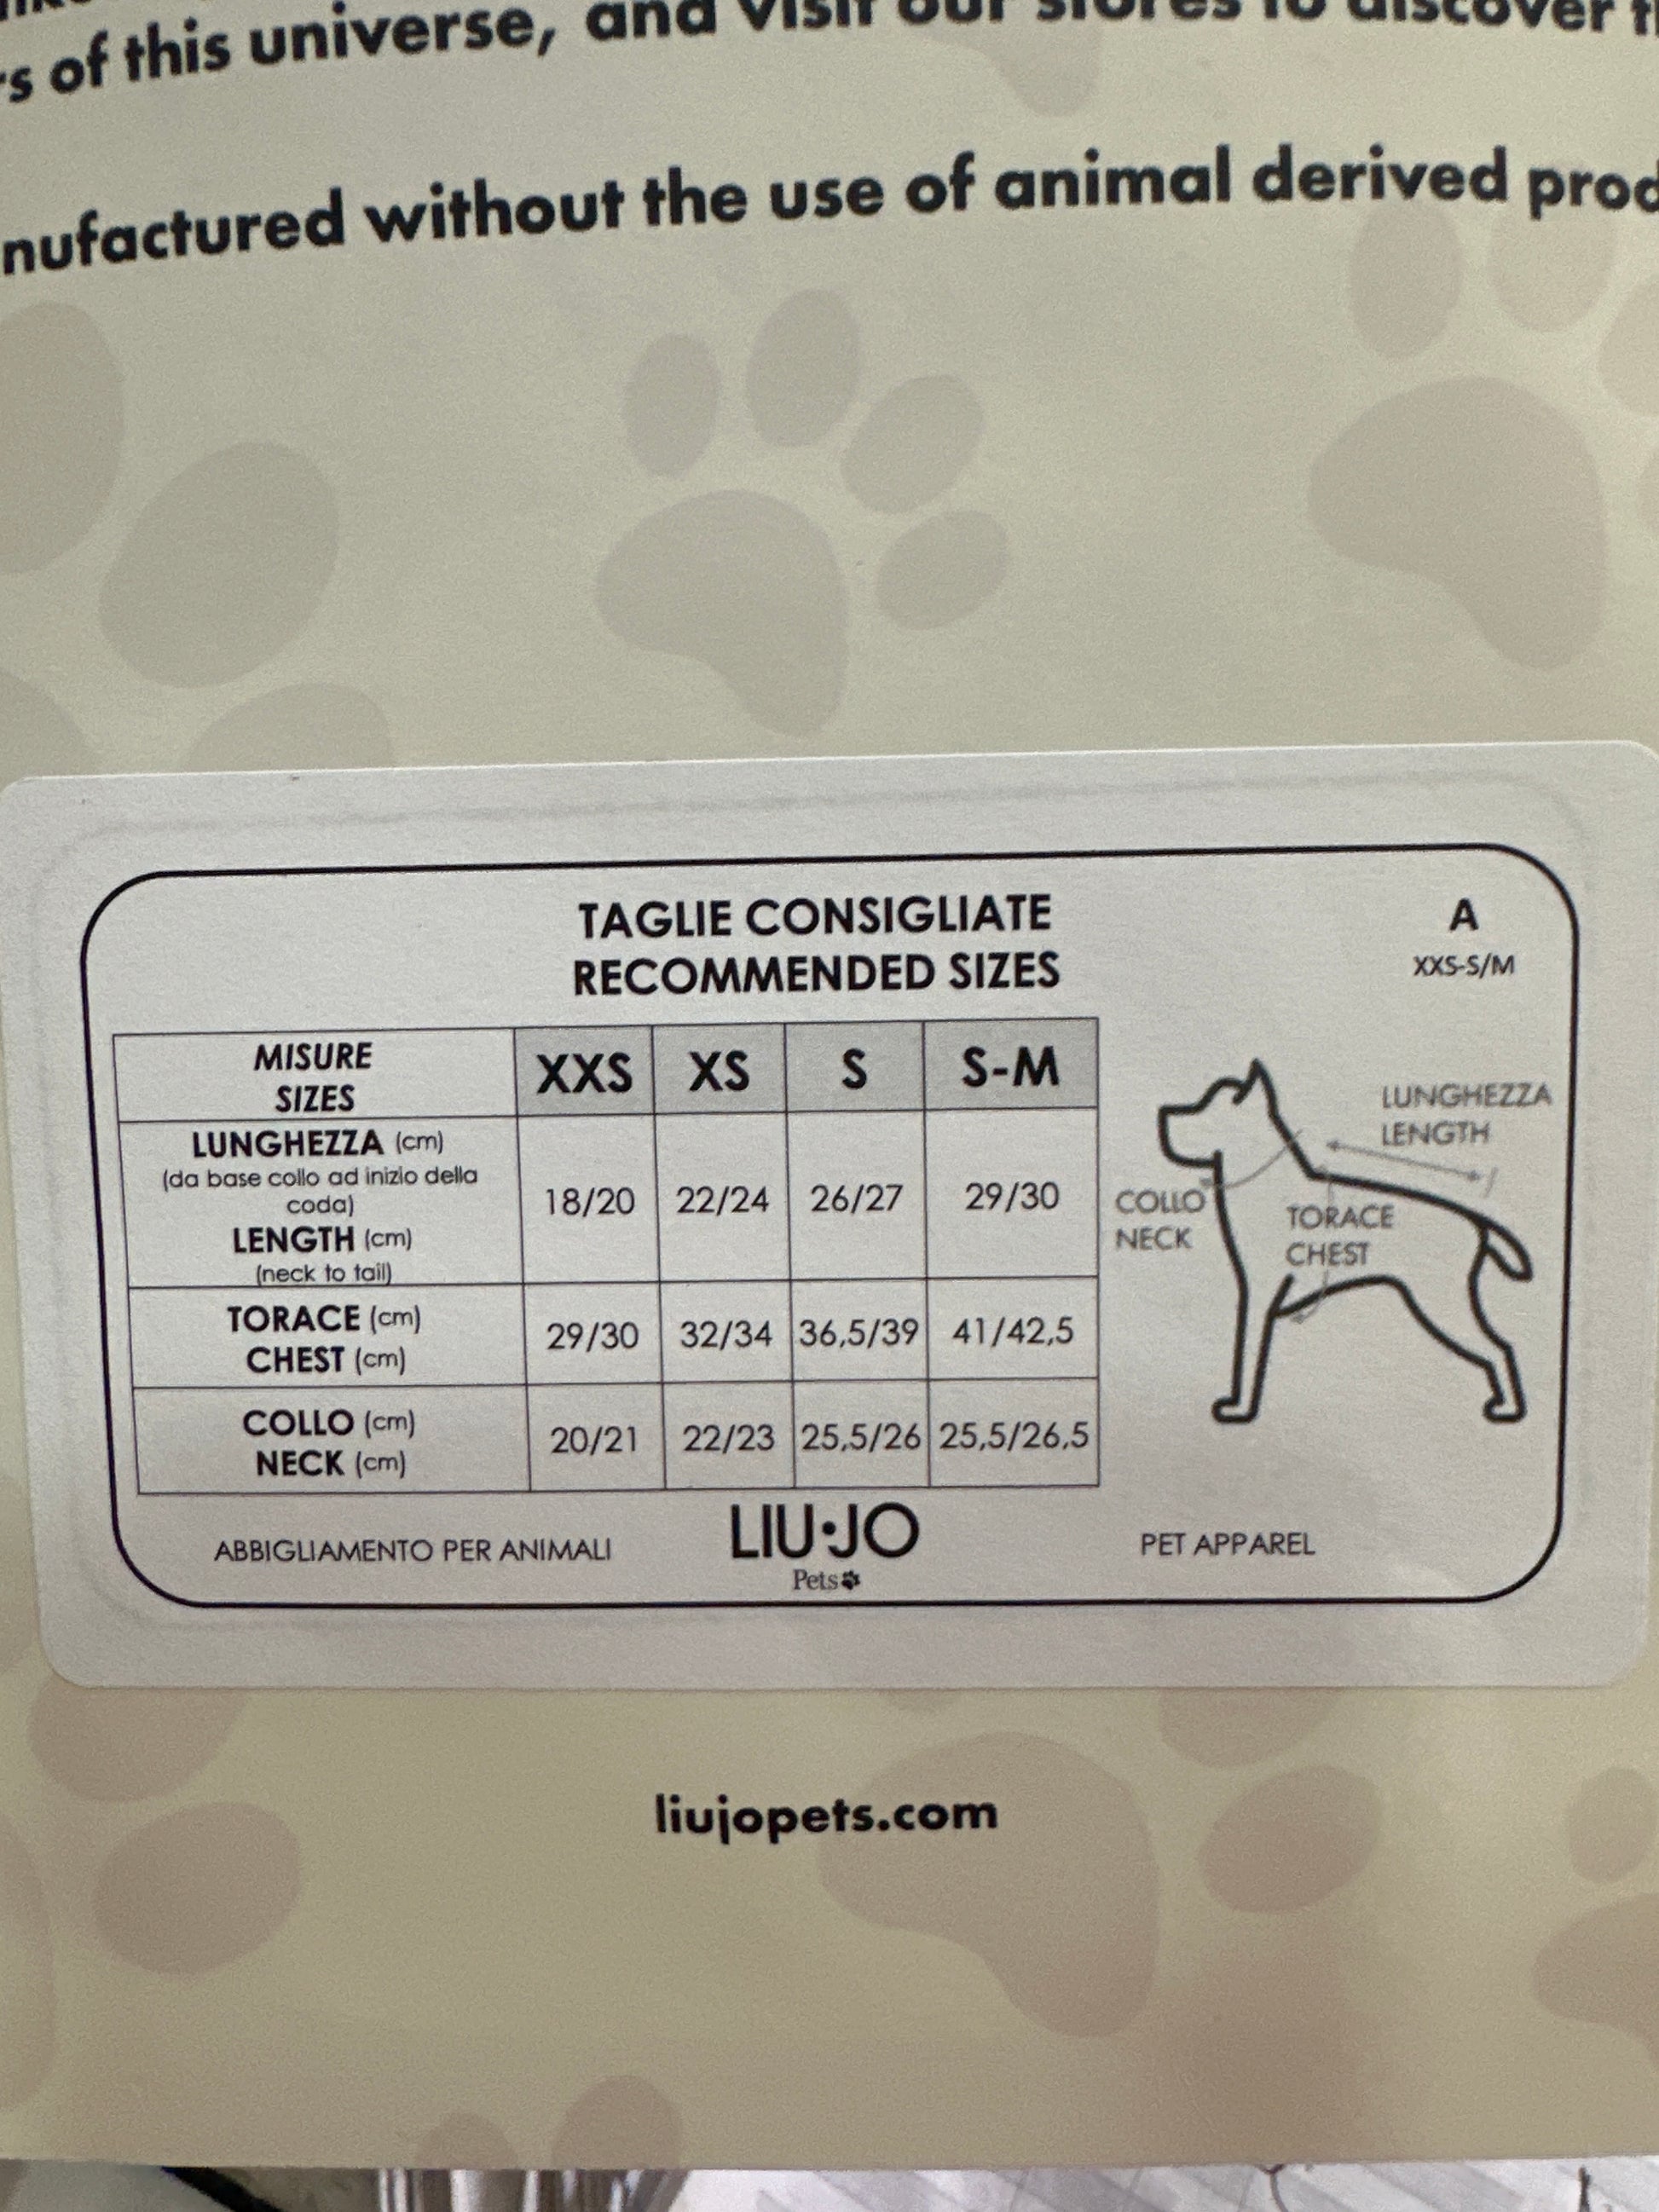 of this universe, and visit our stores to discover
without the use of animal derived
TAGLIE CONSIGLIATE
RECOMMENDED SIZES
A
XXS-S/M
MISURE
SIZES
XXS XS S S-M
LUNGHEZZA (cm)
(da base collo ad inizio della
coda)
LENGTH (cm)
(neck to tail)
18/20 22/24 26/27 29/30
TORACE (cm)
CHEST (cm)
29/30 32/34 36,5/39 41/42,5
COLLO (cm)
NECK (cm)
20/21 22/23 25,5/26 25,5/26,5
LUNGHEZZA
LENGTH
COLLO
NECK
TORACE
CHEST
ABBIGLIAMENTO PER ANIMALI
LIU•JO
Pets
PET APPAREL
liujopets.com